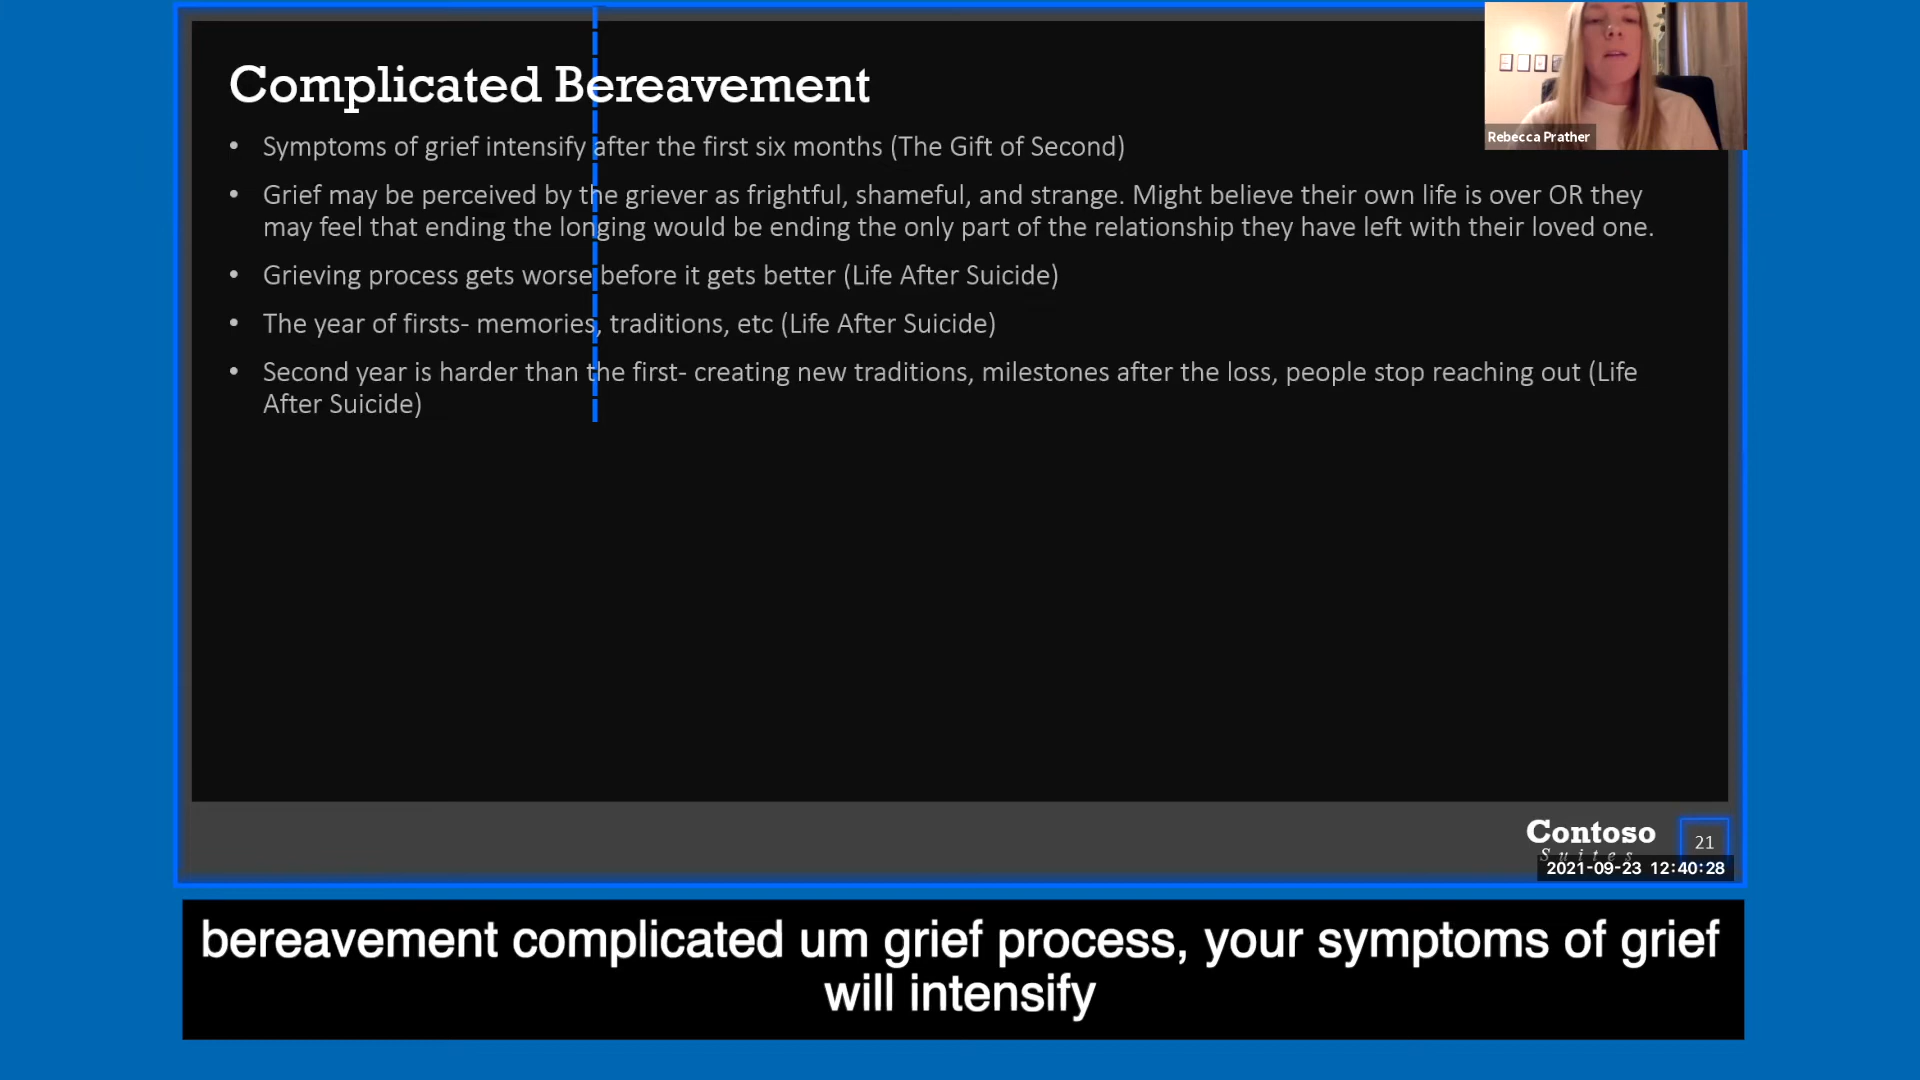 Complicated Bereavement
Rebecca Prather
• Symptoms of grief intensify after the first six months (The Gift of Second)
• Grief may be perceived by the griever as frightful, shameful, and strange. Might believe their own life is over OR they
may feel that ending the longing would be ending the only part of the relationship they have left with their loved one.
• Grieving process gets worse before it gets better (Life After Suicide)
• The year of firsts- memories, traditions, etc (Life After Suicide)
• Second year is harder than the first- creating new traditions, milestones after the loss, people stop reaching out (Life
After Suicide)
Contoso
Suites
21
2021-09-23 12:40:28
bereavement complicated um grief process, your symptoms of grief
will intensify